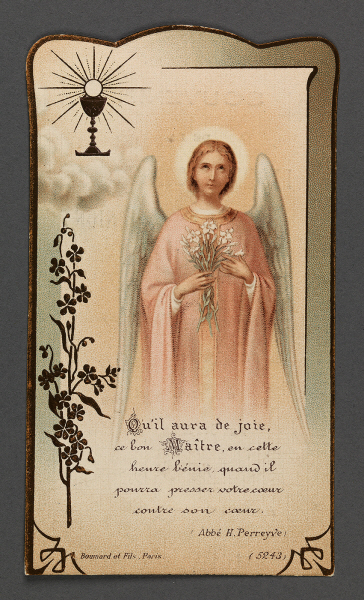 Qu'il aura de joie,
ce bon Maître, en cette
heure bénie, quand il
pourra presser votre cœur
contre son cœur.
(Abbé H. Perreyve)
Boumard et Fils, Paris.
(5243)